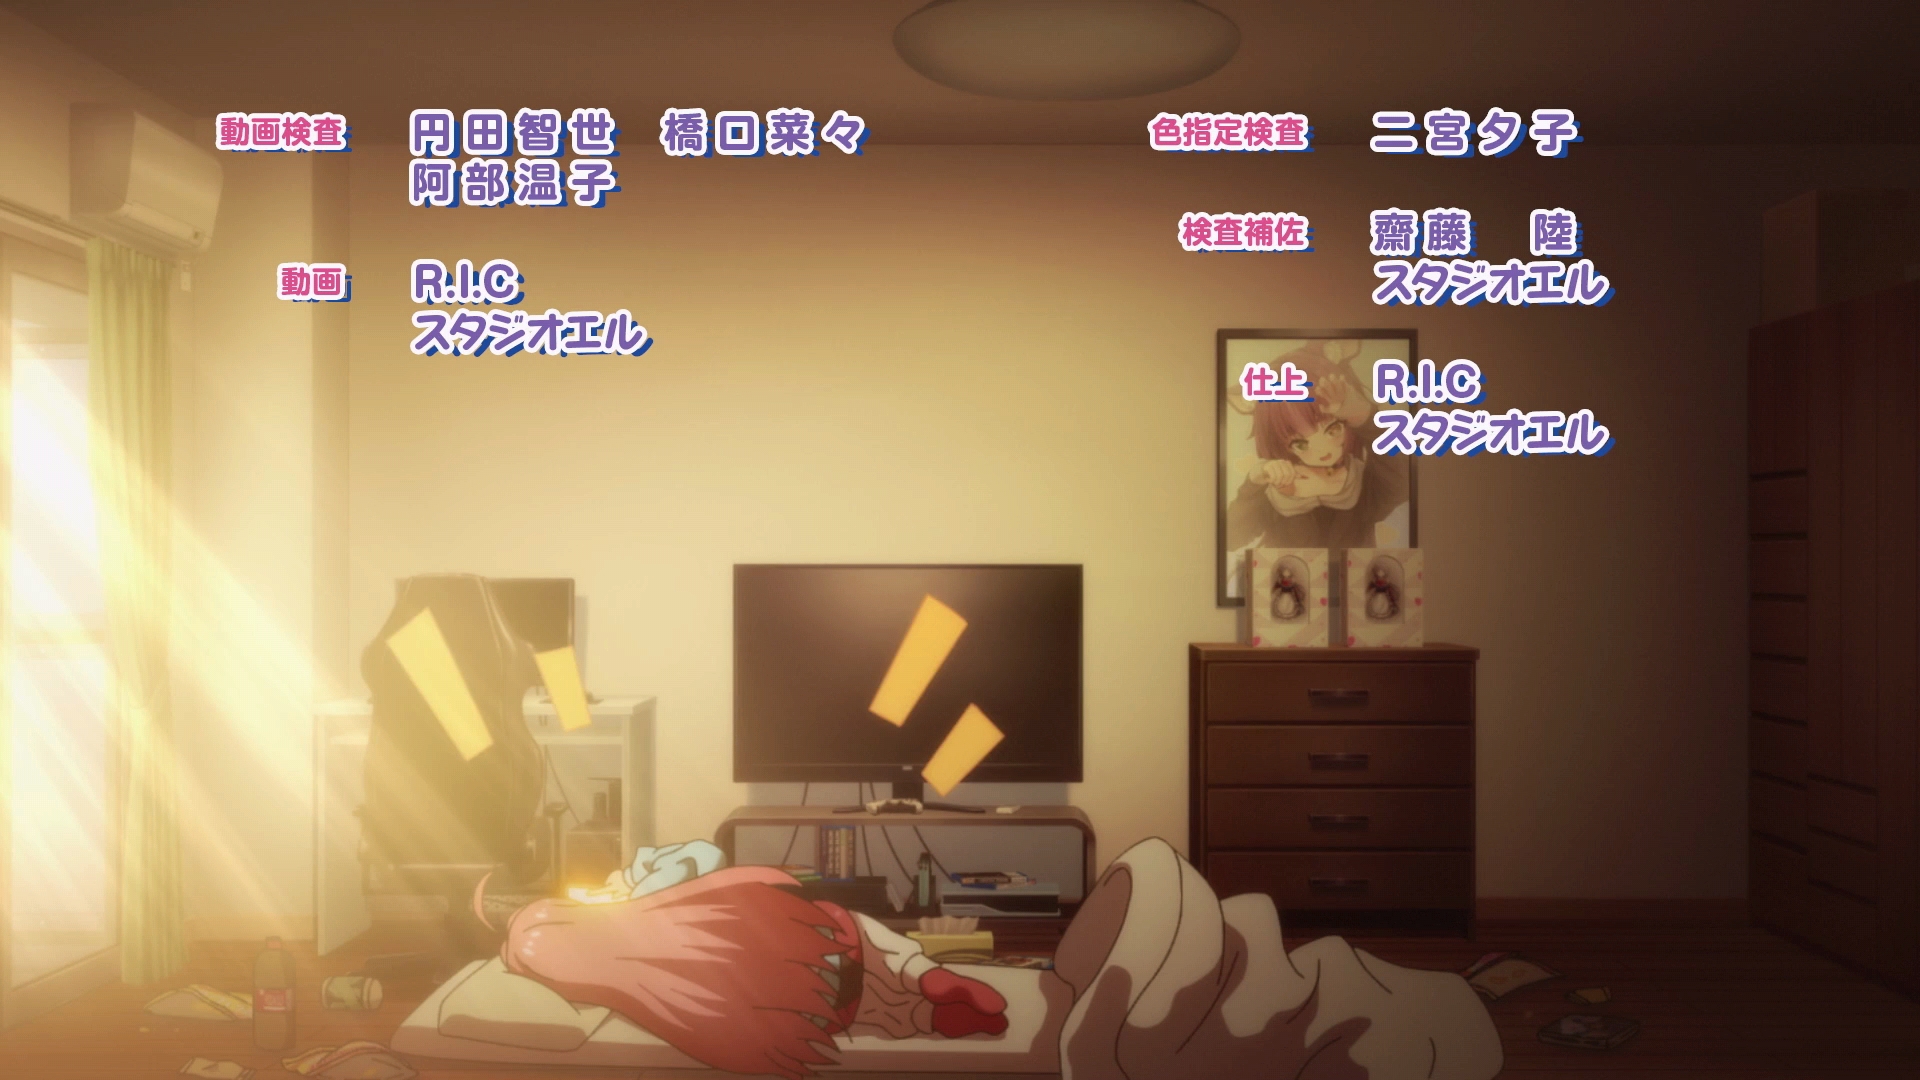 動画検査 円田智世 橋口菜々
阿部温子
動画 R.I.C
スタジオエル
色指定検査 二宮夕子
検査補佐 齋藤 陸
スタジオエル
仕上 R.I.C
スタジオエル